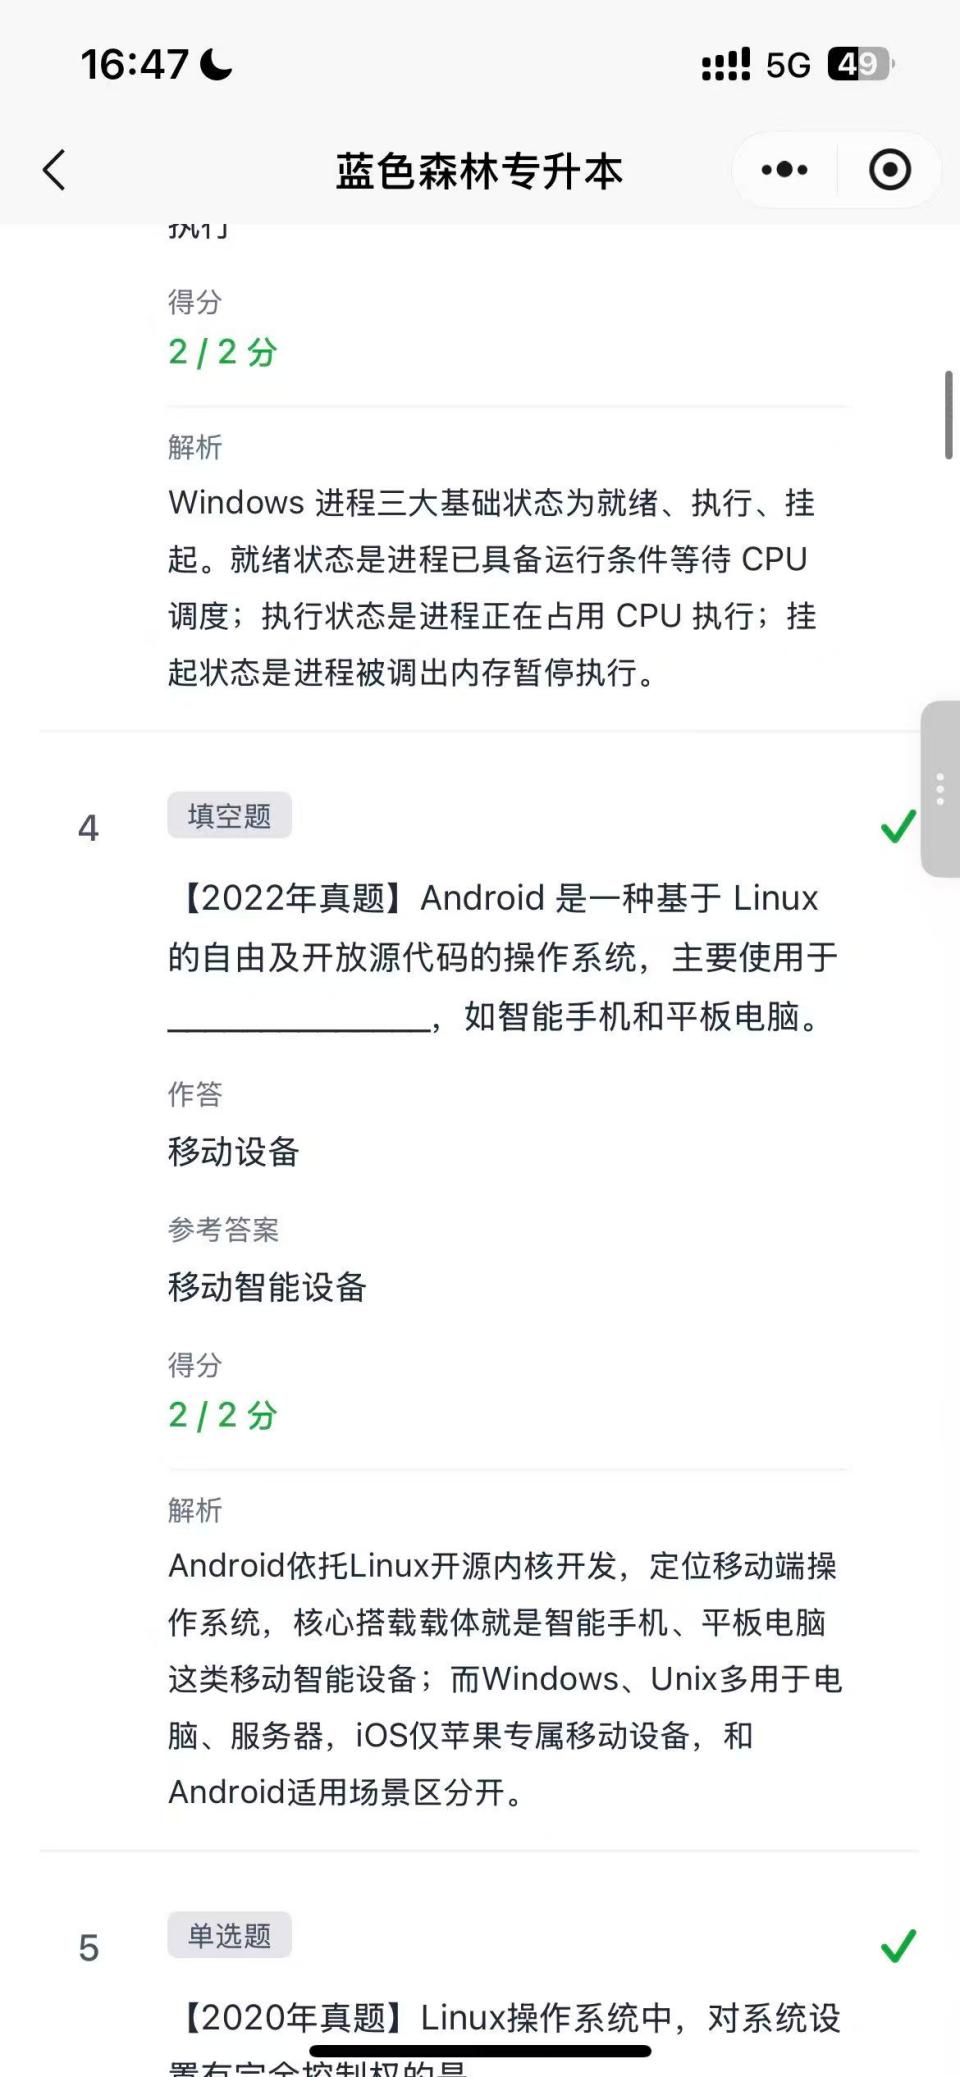 16:47
5G
49
蓝色森林专升本
执行
得分
2 / 2 分
解析
Windows 进程三大基础状态为就绪、执行、挂
起。就绪状态是进程已具备运行条件等待 CPU
调度；执行状态是进程正在占用 CPU 执行；挂
起状态是进程被调出内存暂停执行。
4
填空题
【2022年真题】Android 是一种基于 Linux
的自由及开放源代码的操作系统，主要使用于
________________，如智能手机和平板电脑。
作答
移动设备
参考答案
移动智能设备
得分
2 / 2 分
解析
Android依托Linux开源内核开发，定位移动端操
作系统，核心搭载载体就是智能手机、平板电脑
这类移动智能设备；而Windows、Unix多用于电
脑、服务器，iOS仅苹果专属移动设备，和
Android适用场景区分开。
5
单选题
【2020年真题】Linux操作系统中，对系统设
置有完全控制权的是